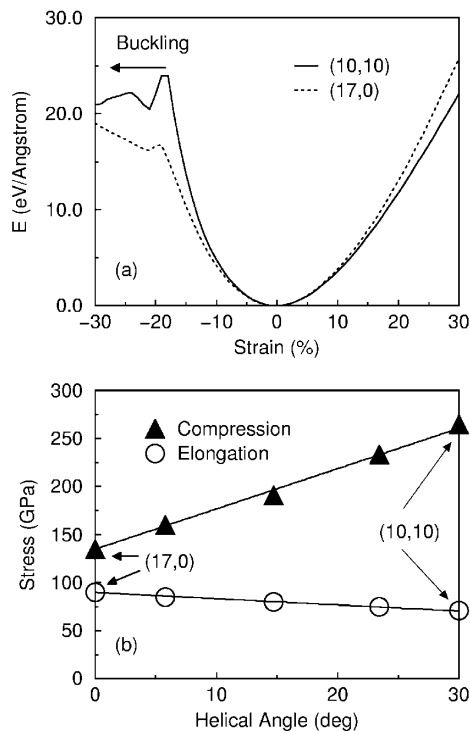 30.0
Buckling
(10,10)
(17,0)
20.0
E (eV/Angstrom)
10.0
(a)
0.0
−30 −20 −10 0 10 20 30
Strain (%)
300
Compression
Elongation
250
200
(10,10)
Stress (GPa)
150
(17,0)
100
50
(b)
0
0 10 20 30
Helical Angle (deg)